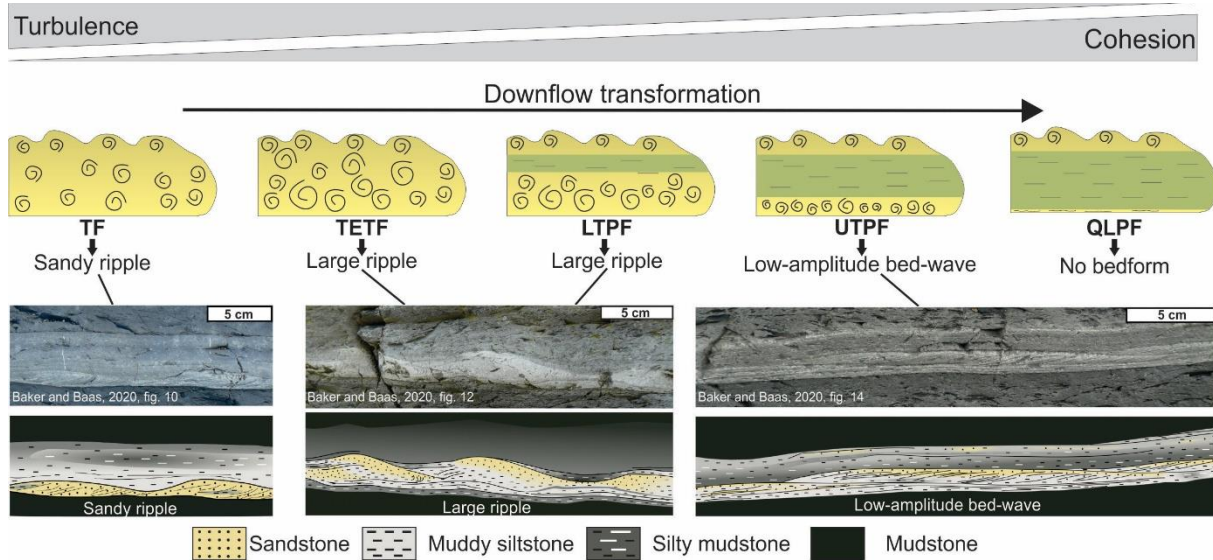 Turbulence
Cohesion
Downflow transformation
TF
TETF
LTPF
UTPF
QLPF
Sandy ripple
Large ripple
Large ripple
Low-amplitude bed-wave
No bedform
5 cm
5 cm
5 cm
Baker and Baas, 2020, fig. 10
Baker and Baas, 2020, fig. 12
Baker and Baas, 2020, fig. 14
Sandy ripple
Large ripple
Low-amplitude bed-wave
Sandstone
Muddy siltstone
Silty mudstone
Mudstone